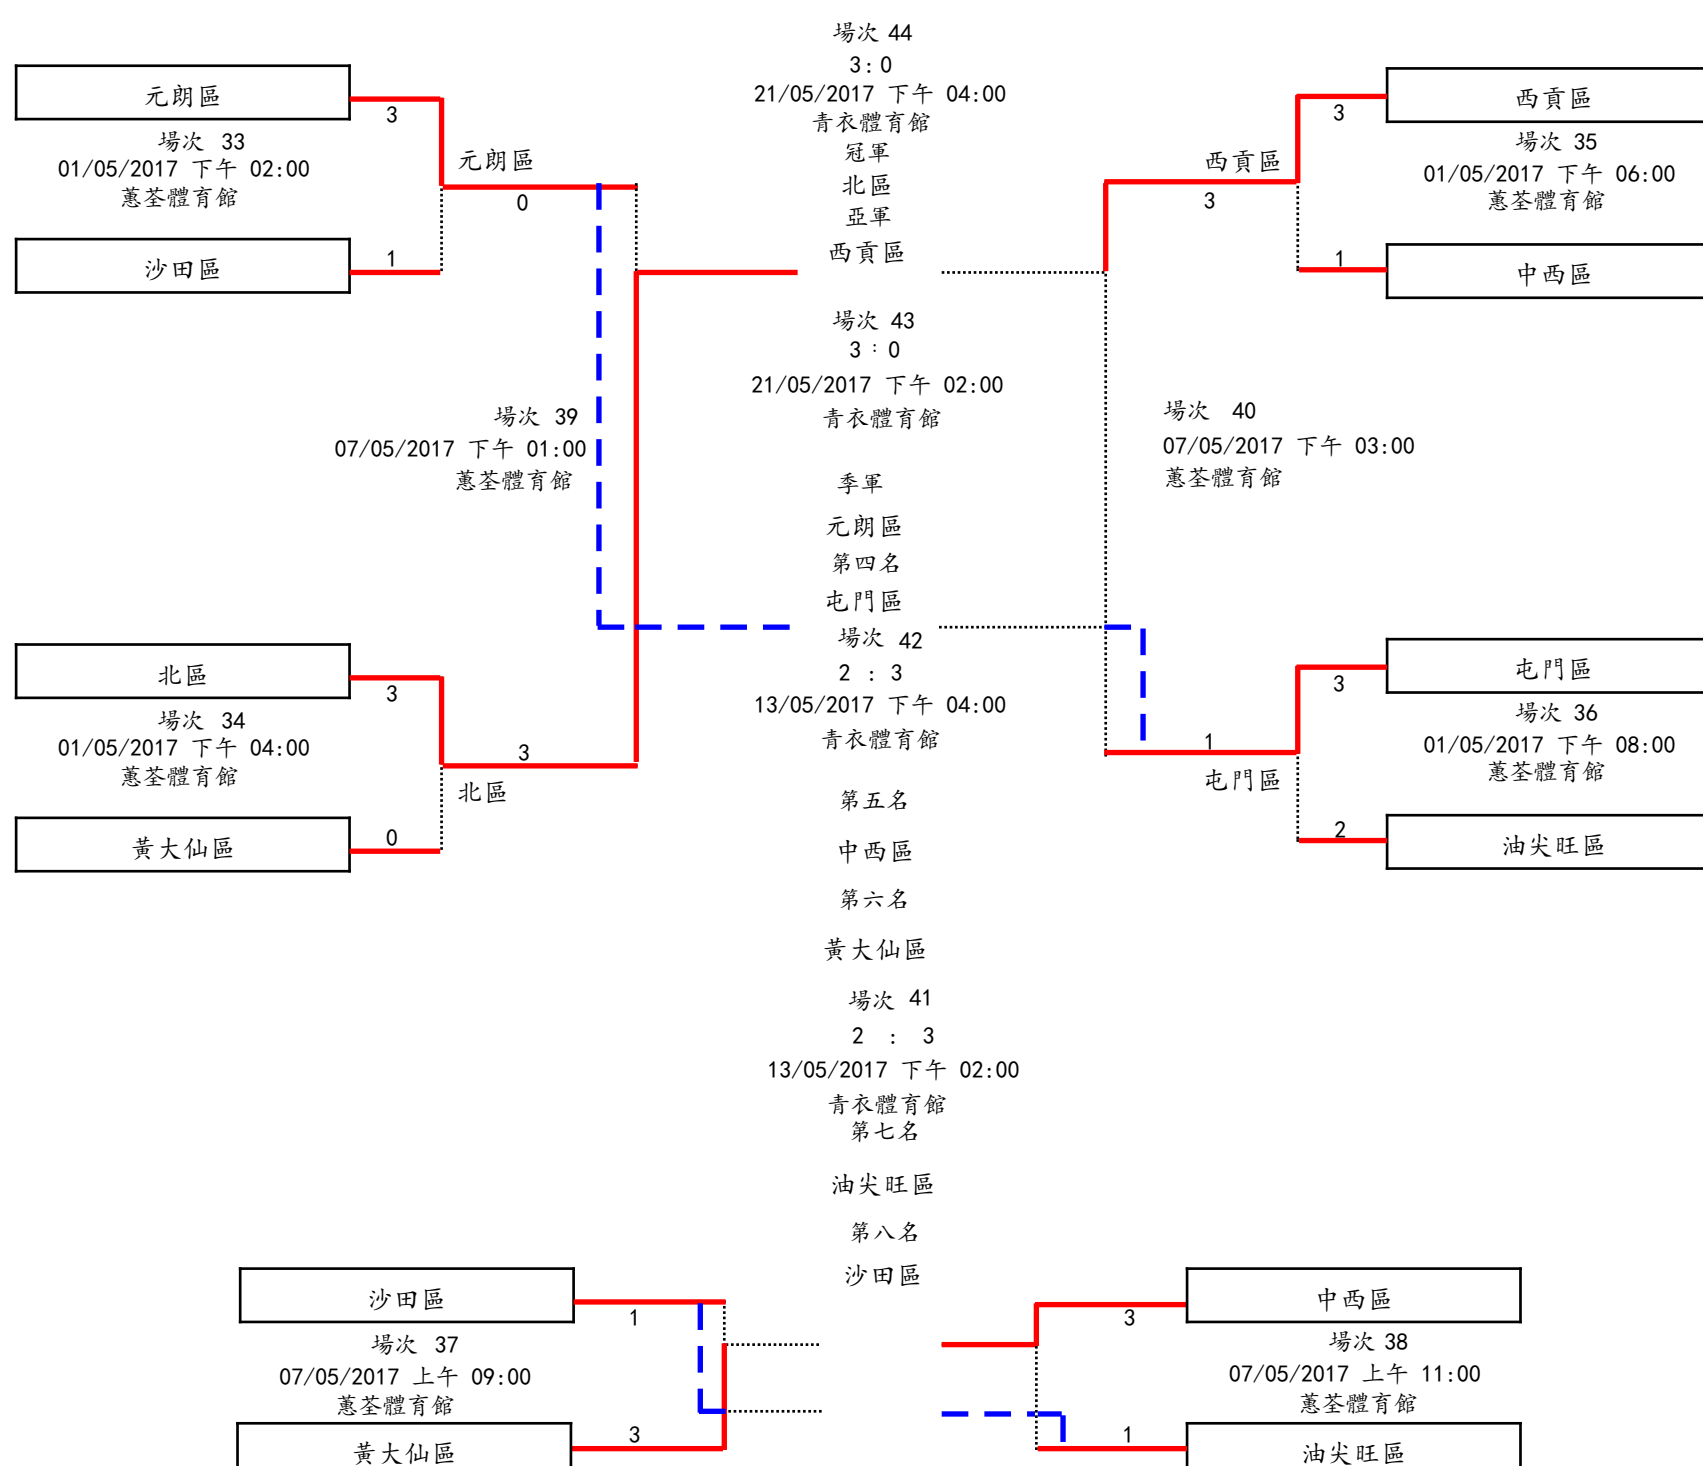 場次 44
3:0
21/05/2017 下午 04:00
青衣體育館
冠軍
北區
亞軍
西貢區
元朗區
3
場次 33
01/05/2017 下午 02:00
蕙荃體育館
沙田區
1
元朗區
0
西貢區
3
場次 35
01/05/2017 下午 06:00
蕙荃體育館
中西區
1
西貢區
3
場次 43
3 : 0
21/05/2017 下午 02:00
青衣體育館
季軍
元朗區
第四名
屯門區
場次 39
07/05/2017 下午 01:00
蕙荃體育館
場次 40
07/05/2017 下午 03:00
蕙荃體育館
場次 42
2 : 3
13/05/2017 下午 04:00
青衣體育館
第五名
中西區
第六名
黃大仙區
北區
3
場次 34
01/05/2017 下午 04:00
蕙荃體育館
黃大仙區
0
3
北區
屯門區
3
場次 36
01/05/2017 下午 08:00
蕙荃體育館
油尖旺區
2
1
屯門區
場次 41
2 : 3
13/05/2017 下午 02:00
青衣體育館
第七名
油尖旺區
第八名
沙田區
沙田區
1
場次 37
07/05/2017 上午 09:00
蕙荃體育館
黃大仙區
3
中西區
3
場次 38
07/05/2017 上午 11:00
蕙荃體育館
油尖旺區
1